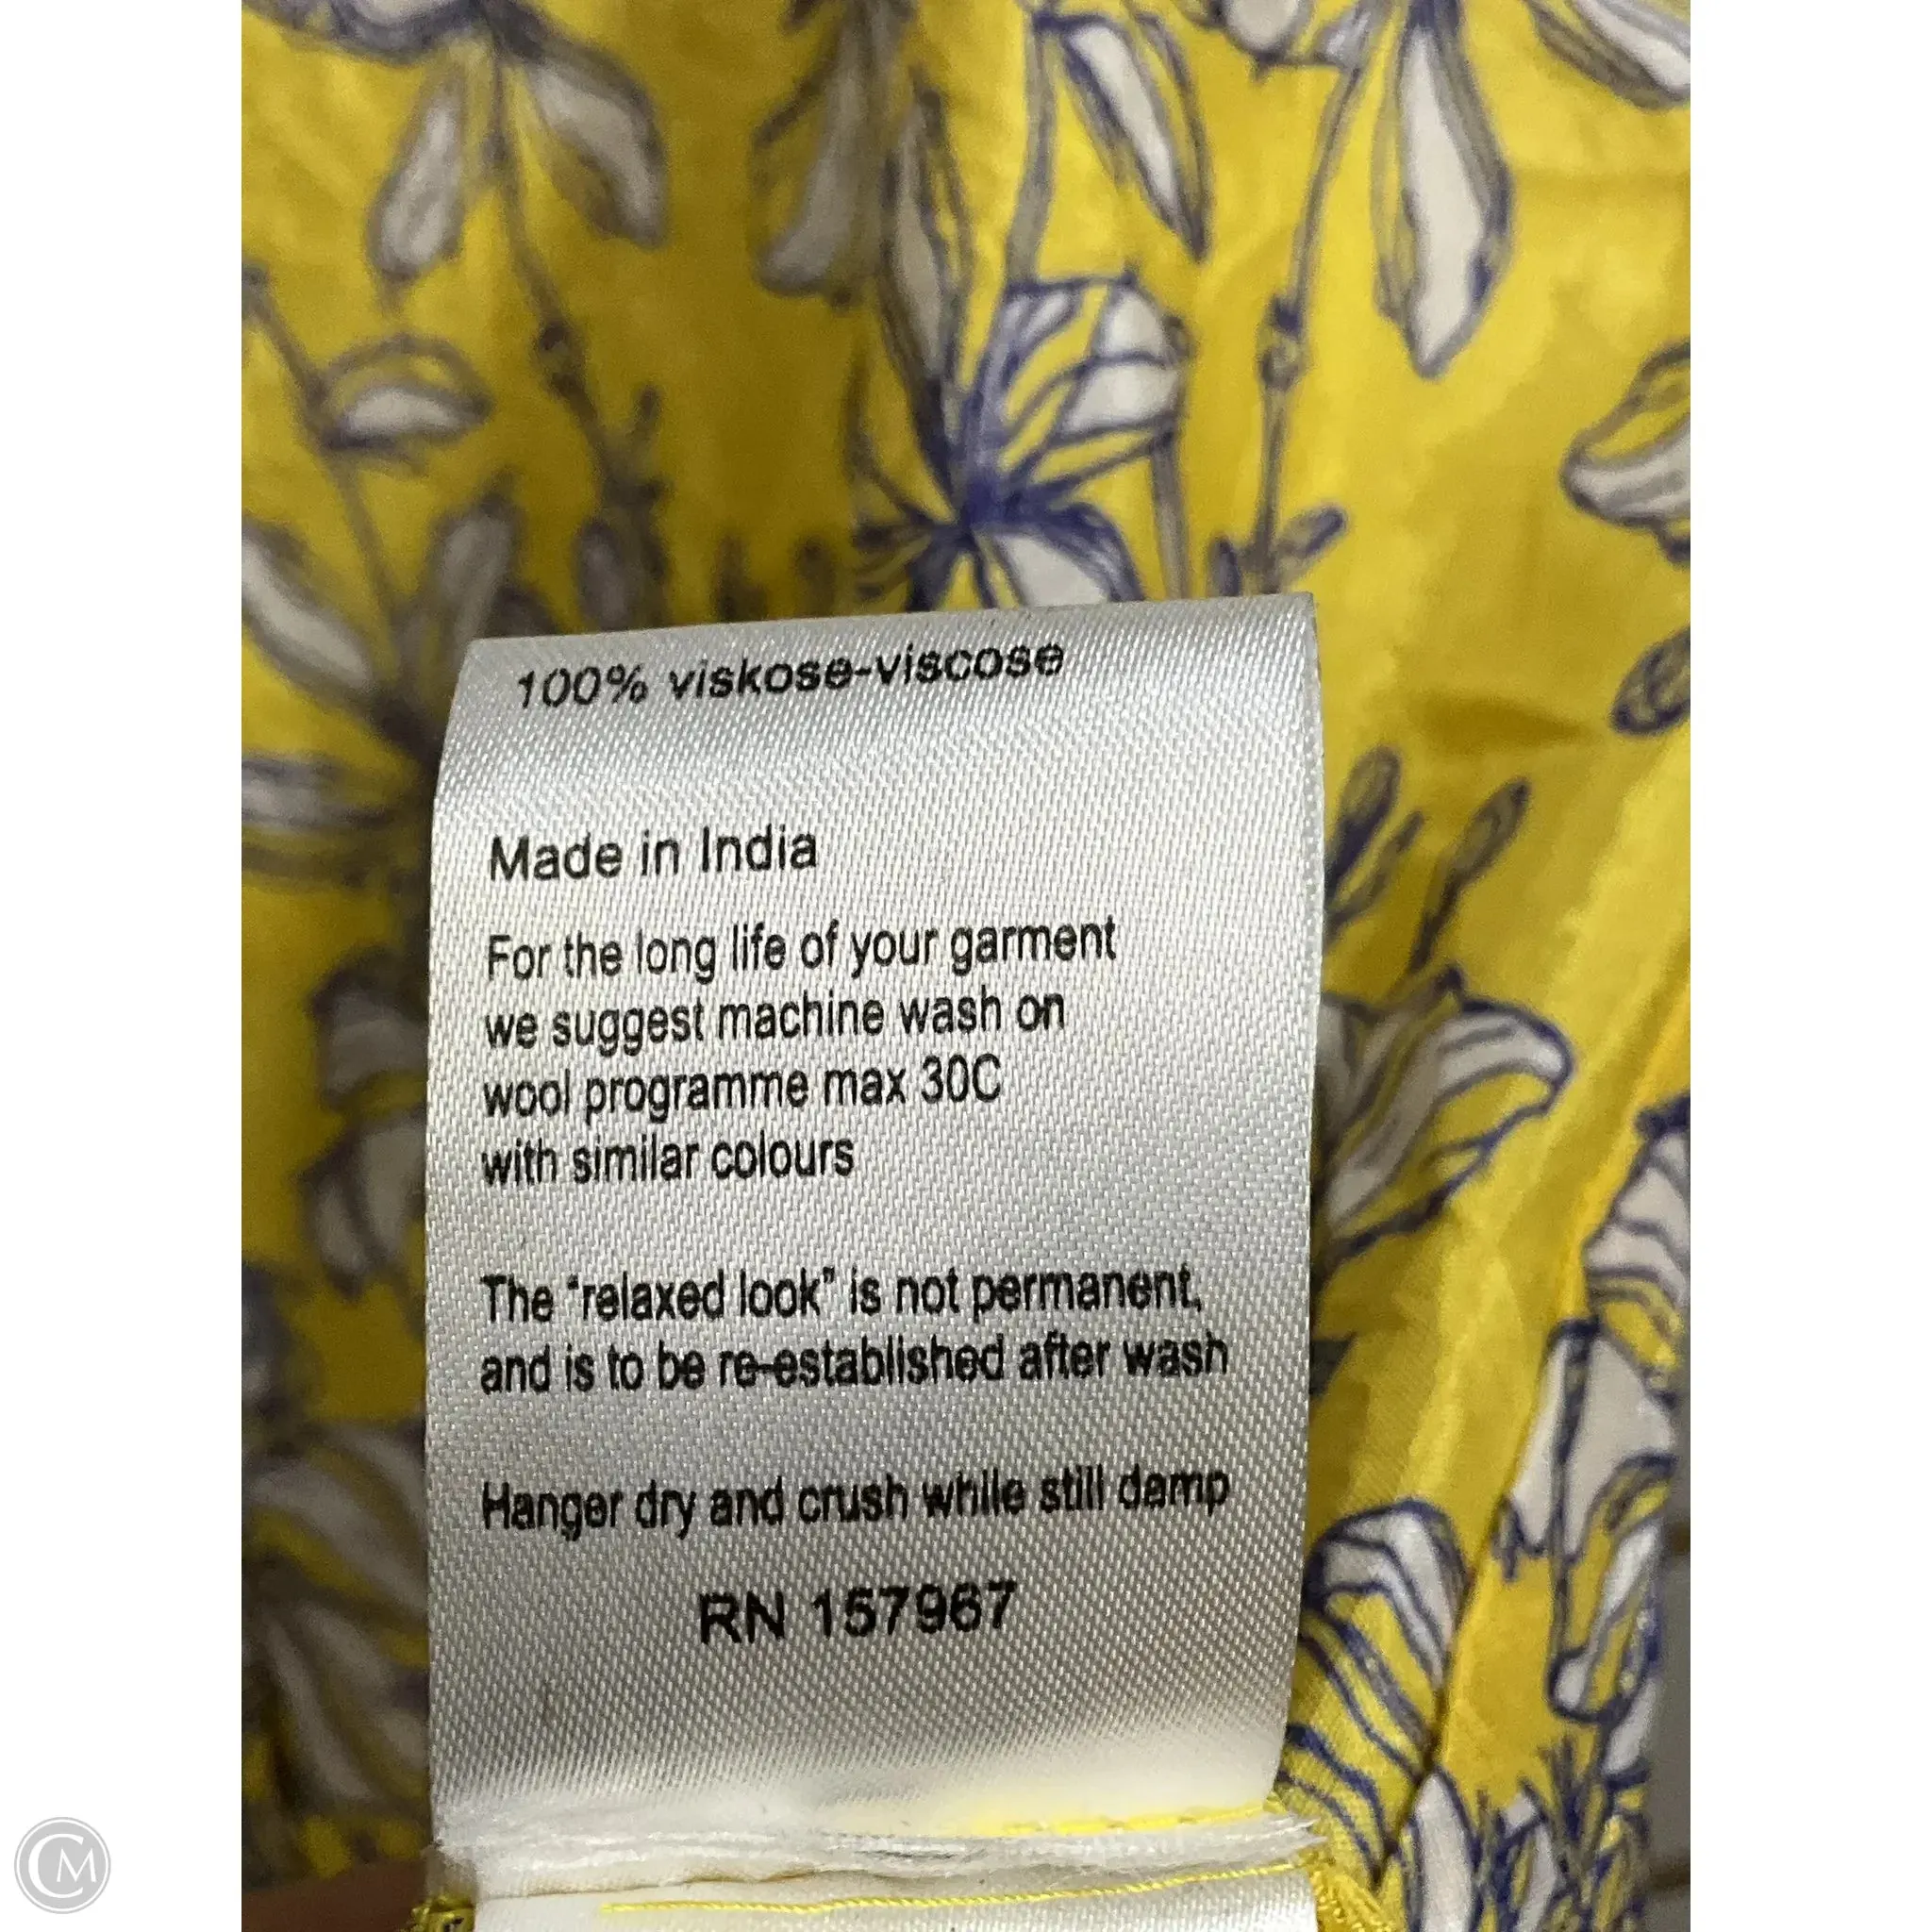 100% viskose-viscose
Made in India
For the long life of your garment
we suggest machine wash on
wool programme max 30C
with similar colours
The "relaxed look" is not permanent,
and is to be re-established after wash
Hanger dry and crush while still damp
RN 157967
CM